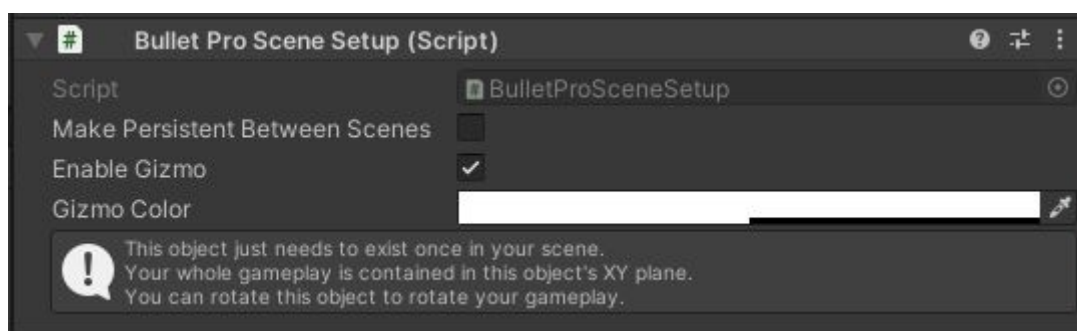 Bullet Pro Scene Setup (Script)
Script BulletProSceneSetup
Make Persistent Between Scenes
Enable Gizmo
Gizmo Color
This object just needs to exist once in your scene.
Your whole gameplay is contained in this object's XY plane.
You can rotate this object to rotate your gameplay.